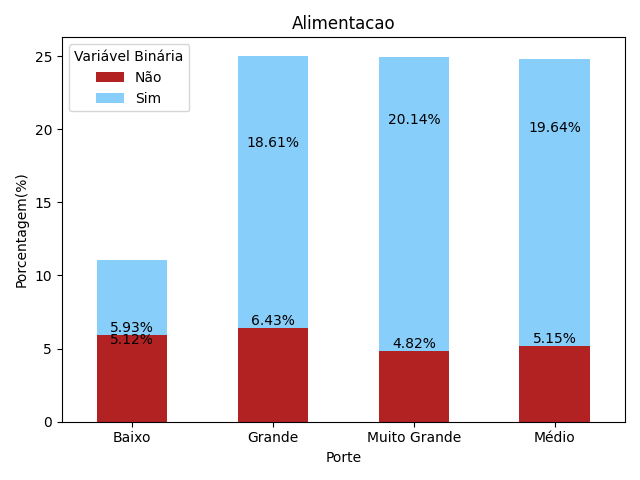 Alimentacao
Variável Binária
Não
Sim
Porcentagem(%)
25
20
15
10
5
0
18.61%
20.14%
19.64%
5.93%
5.12%
6.43%
4.82%
5.15%
Baixo
Grande
Muito Grande
Médio
Porte